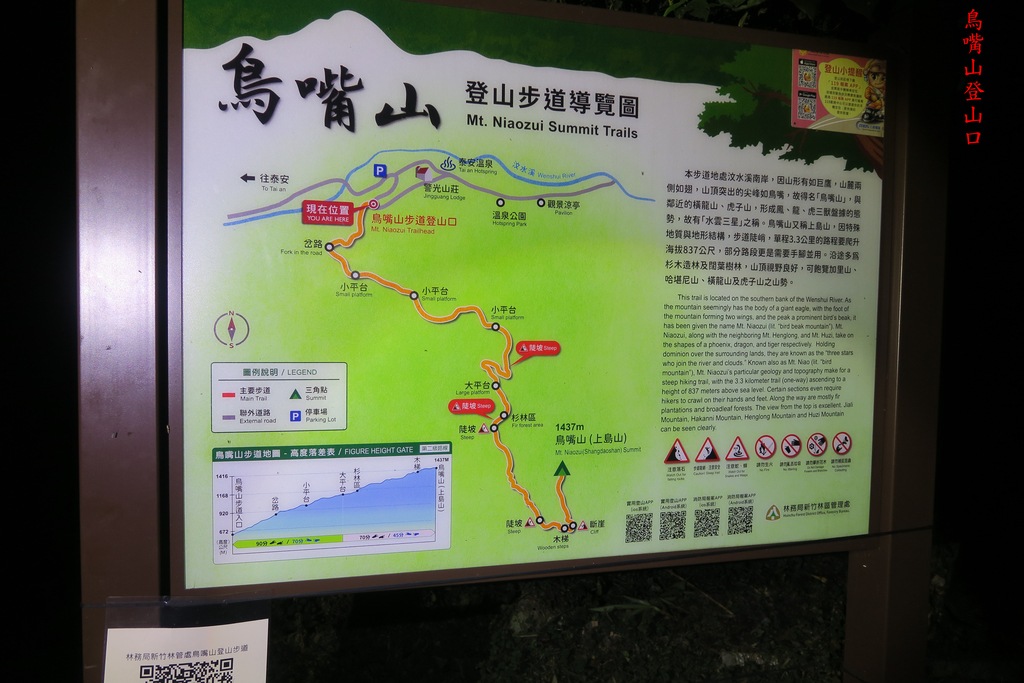 鳥嘴山登山口
鳥嘴山
登山步道導覽圖
Mt. Niaozui Summit Trails
登山小提醒
往泰安
To Tai an
P
泰安溫泉
Tai an Hotspring
汶水溪 Wenshui River
警光山莊
Jingguang Lodge
溫泉公園
Hotspring Park
觀景涼亭
Pavilion
現在位置
YOU ARE HERE
鳥嘴山步道登山口
Mt. Niaozui Trailhead
岔路
Fork in the road
小平台
Small platform
小平台
Small platform
小平台
Small platform
陡坡 Steep
大平台
Large platform
陡坡 Steep
杉林區
Fir forest area
陡坡
Steep
1437m
鳥嘴山 (上島山)
Mt. Niaozui(Shangdaoshan) Summit
陡坡
Steep
木梯
Wooden steps
斷崖
Cliff
N
S
圖例說明 / LEGEND
主要步道
Main Trail
三角點
Summit
聯外道路
External road
P
停車場
Parking Lot
鳥嘴山步道地圖 - 高度落差表 / FIGURE HEIGHT GATE
1437M
鳥嘴山(上島山)
木梯
杉林區
大平台
小平台
岔路
鳥嘴山步道入口
1416
1168
920
672
90分
70分
70分
45分
本步道地處汶水溪南岸，因山形有如巨鷹，山麓兩
側如翅，山頂突出的尖峰如鳥嘴，故得名「鳥嘴山」，與
鄰近的橫龍山、虎子山，形成鳳、龍、虎三獸盤據的態
勢，故有「水雲三星」之稱。鳥嘴山又稱上島山，因特殊
地質與地形結構，步道陡峭，單程3.3公里的路程要爬升
海拔837公尺，部分路段更是需要手腳並用。沿途多為
杉木造林及闊葉樹林，山頂視野良好，可飽覽加里山、
哈堪尼山、橫龍山及虎子山之山勢。
This trail is located on the southern bank of the Wenshui River. As
the mountain seemingly has the body of a giant eagle, with the foot of
the mountain forming two wings, and the peak a prominent bird's beak, it
has been given the name Mt. Niaozui (lit. "bird beak mountain"). Mt.
Niaozui, along with the neighboring Mt. Henglong, and Mt. Huzi, take on
the shapes of a phoenix, dragon, and tiger respectively. Holding
dominion over the surrounding lands, they are known as the "three stars
who join the river and clouds." Known also as Mt. Niao (lit. "bird
mountain"), Mt. Niaozui's particular geology and topography make for a
steep hiking trail, with the 3.3 kilometer trail (one-way) ascending to a
height of 837 meters above sea level. Certain sections even require
hikers to crawl on their hands and feet. Along the way are mostly fir
plantations and broadleaf forests. The view from the top is excellent. Jiali
Mountain, Hakanni Mountain, Henglong Mountain and Huzi Mountain
can be seen clearly.
注意落石
林務局新竹林區管理處
林務局新竹林管處鳥嘴山登山步道